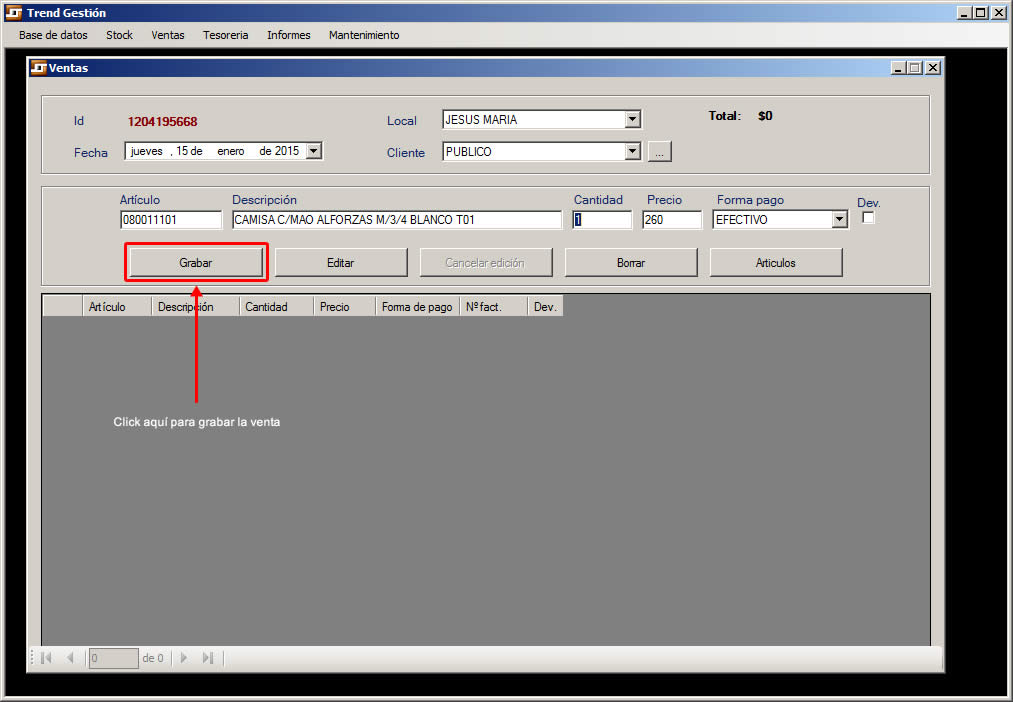 Trend Gestión
Base de datos Stock Ventas Tesoreria Informes Mantenimiento
Ventas
Id 1204195668 Local JESUS MARIA Total: $0
Fecha jueves , 15 de enero de 2015 Cliente PUBLICO ...
Artículo Descripción Cantidad Precio Forma pago Dev.
080011101 CAMISA C/MAO ALFORZAS M/3/4 BLANCO T01 1 260 EFECTIVO
Grabar Editar Cancelar edición Borrar Articulos
Artículo Descripción Cantidad Precio Forma de pago Nº fact. Dev.
Click aquí para grabar la venta
0 de 0